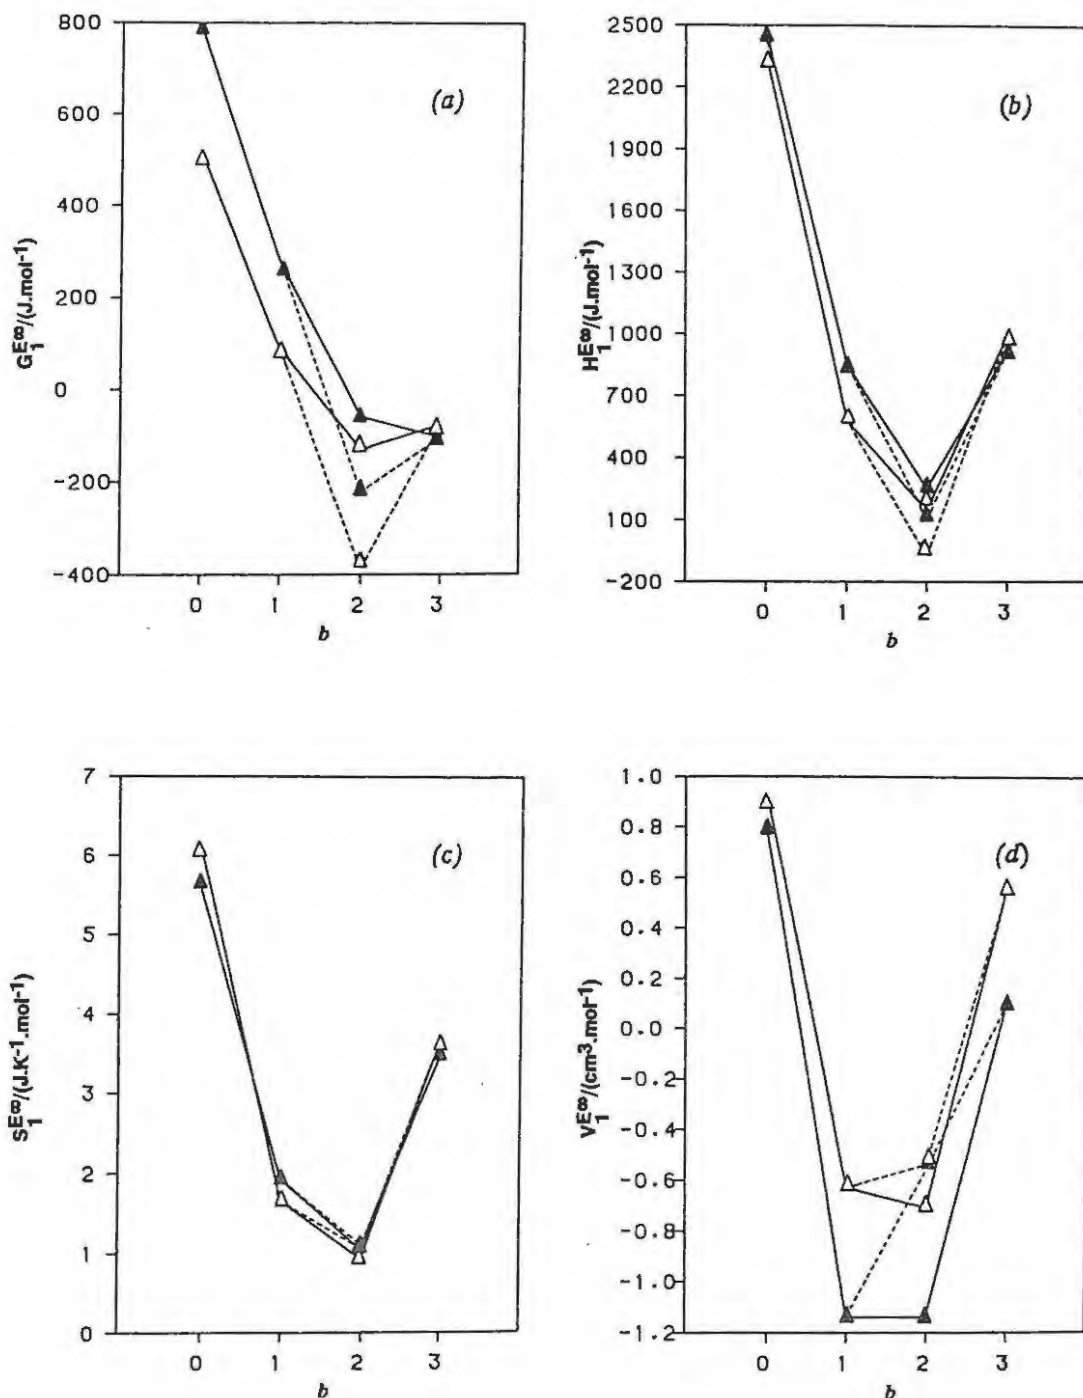 800
600
400
200
0
-200
-400
G₁ᴱ∞/(J.mol⁻¹)
(a)
0 1 2 3
b
2500
2200
1900
1600
1300
1000
700
400
100
-200
H₁ᴱ∞/(J.mol⁻¹)
(b)
0 1 2 3
b
7
6
5
4
3
2
1
0
S₁ᴱ∞/(J.K⁻¹.mol⁻¹)
(c)
0 1 2 3
b
1.0
0.8
0.6
0.4
0.2
0.0
-0.2
-0.4
-0.6
-0.8
-1.0
-1.2
V₁ᴱ∞/(cm³.mol⁻¹)
(d)
0 1 2 3
b